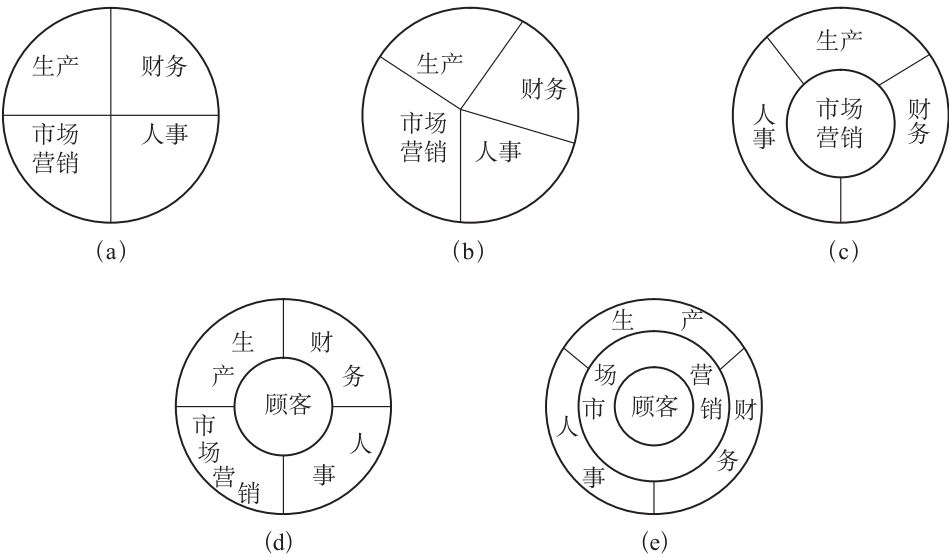 生产
财务
市场
营销
人事
(a)
生产
财务
市场
营销
人事
(b)
生产
人事
市场
营销
财务
(c)
生产
财务
顾客
市场营销
人事
(d)
生产
市场营销
顾客
人事
财务
(e)